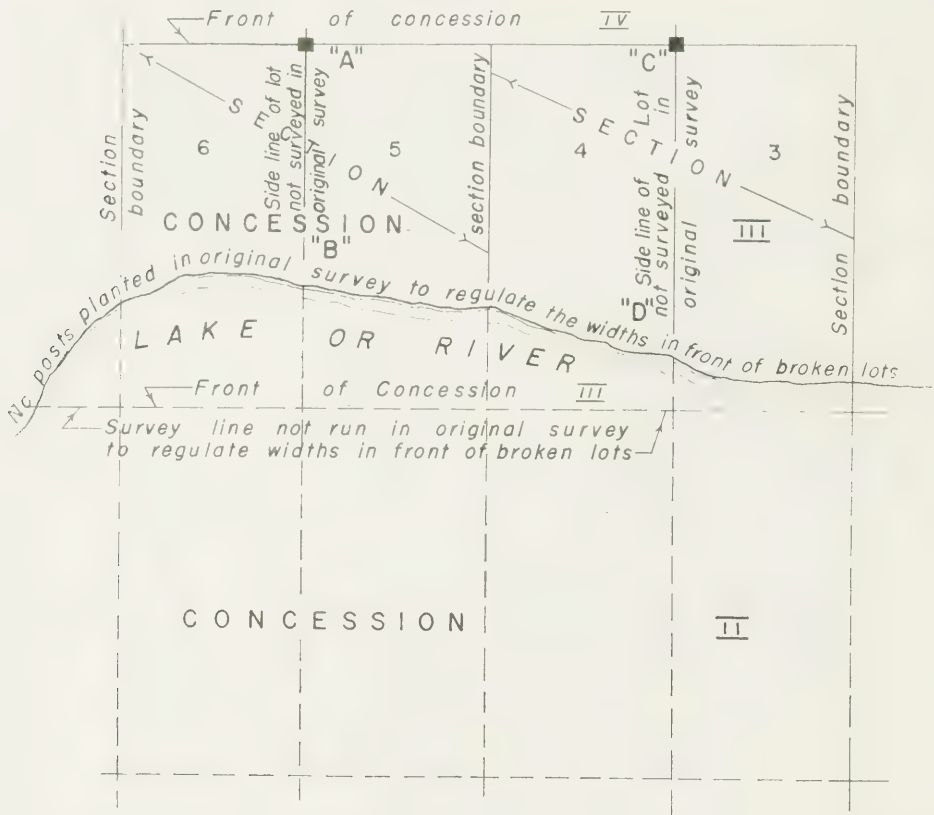 Front of concession IV
"A"
"C"
Section boundary
SECTION
6
Side line of lot
not surveyed in
original survey
5
section boundary
SECTION
4
Side line of Lot
not surveyed in
original survey
3
Section boundary
CONCESSION III
"B"
"D"
No posts planted in original survey to regulate the widths in front of broken lots
LAKE OR RIVER
Front of Concession III
Survey line not run in original survey
to regulate widths in front of broken lots
CONCESSION II